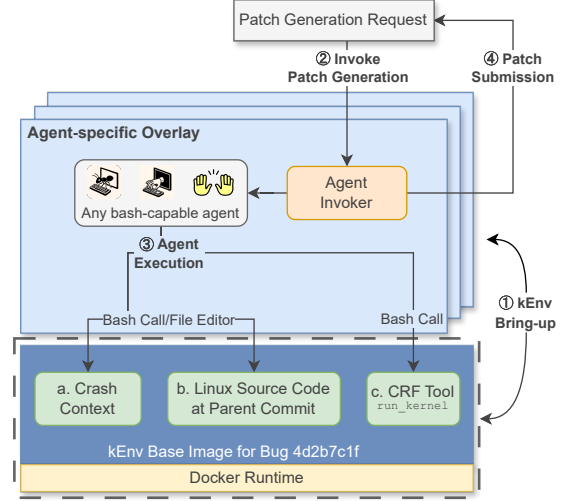 Patch Generation Request
② Invoke
Patch Generation
④ Patch
Submission
Agent-specific Overlay
Any bash-capable agent
Agent
Invoker
③ Agent
Execution
① kEnv
Bring-up
Bash Call/File Editor
Bash Call
a. Crash
Context
b. Linux Source Code
at Parent Commit
c. CRF Tool
run_kernel
kEnv Base Image for Bug 4d2b7c1f
Docker Runtime